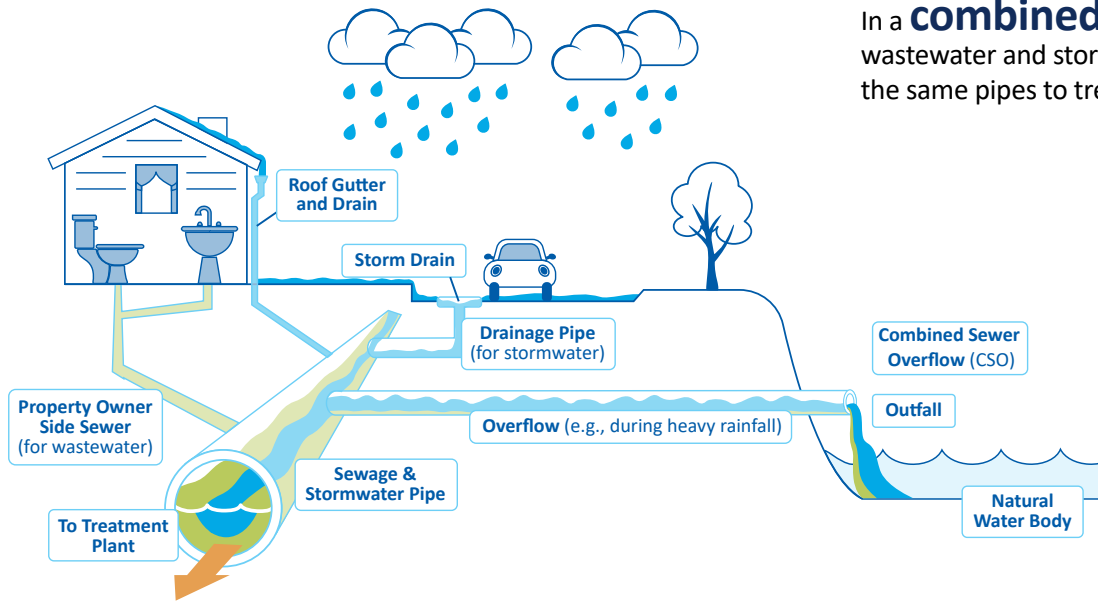 In a combined
wastewater and stor
the same pipes to tre
Roof Gutter
and Drain
Storm Drain
Drainage Pipe
(for stormwater)
Combined Sewer
Overflow (CSO)
Property Owner
Side Sewer
(for wastewater)
Outfall
Overflow (e.g., during heavy rainfall)
Sewage &
Stormwater Pipe
Natural
Water Body
To Treatment
Plant